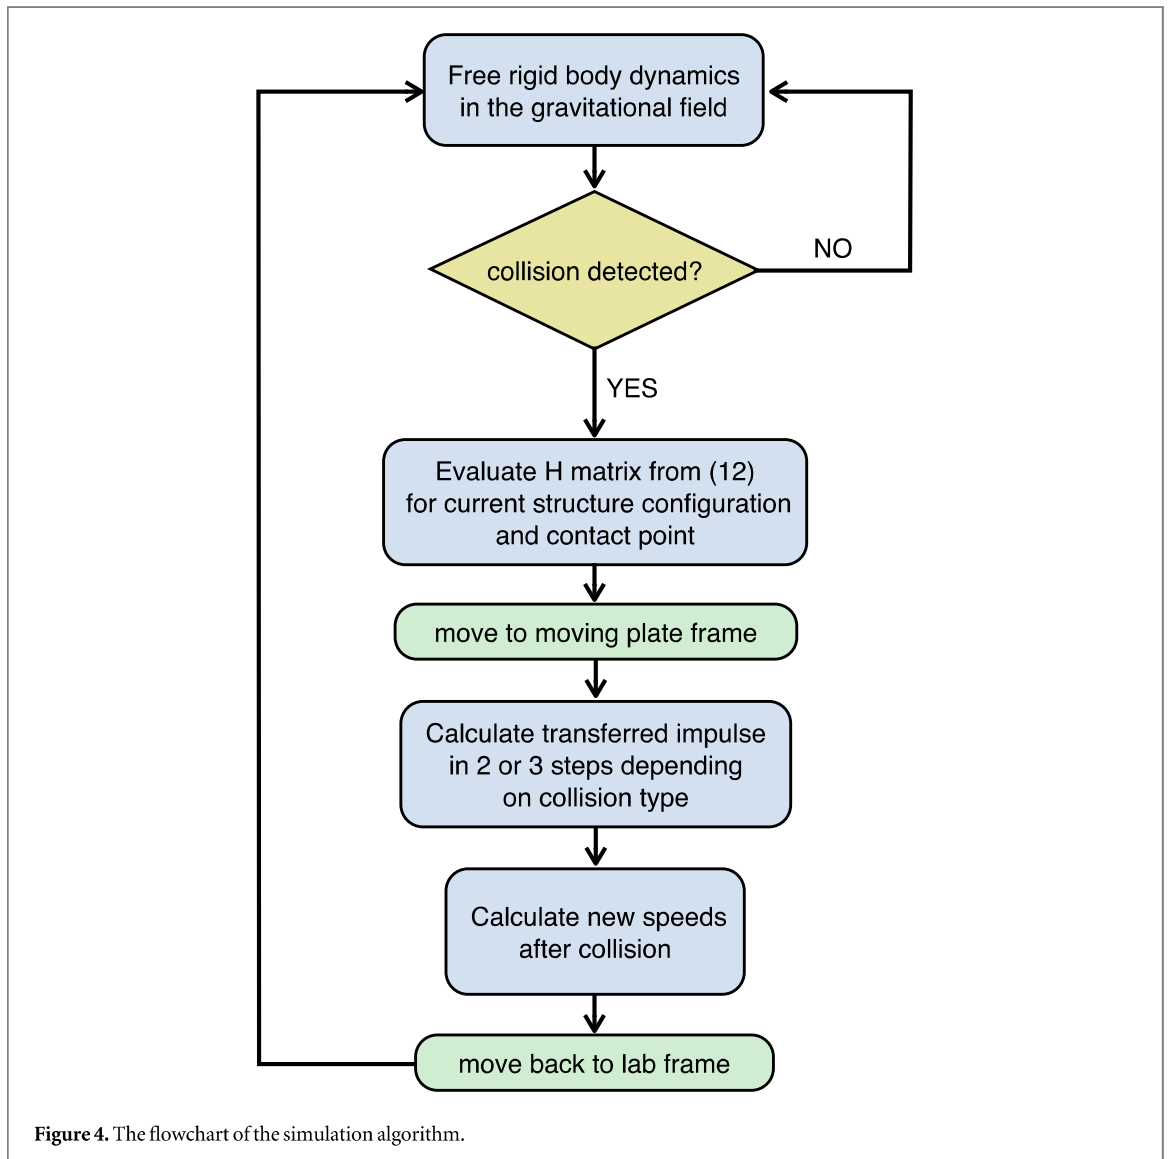 Free rigid body dynamics
in the gravitational field
collision detected?
NO
YES
Evaluate H matrix from (12)
for current structure configuration
and contact point
move to moving plate frame
Calculate transferred impulse
in 2 or 3 steps depending
on collision type
Calculate new speeds
after collision
move back to lab frame
Figure 4. The flowchart of the simulation algorithm.